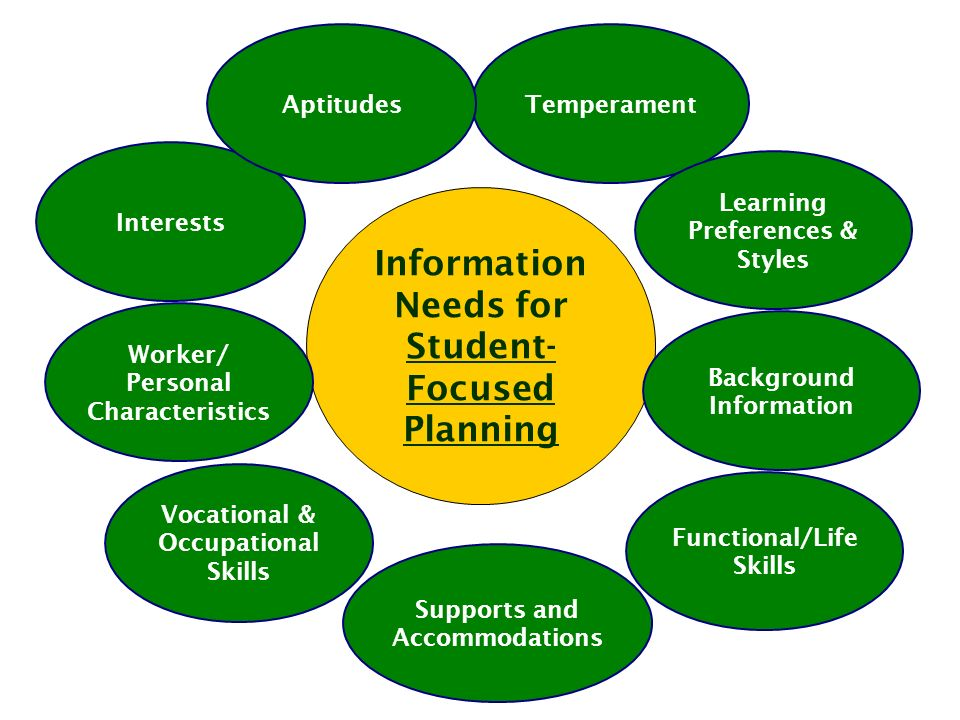 Aptitudes
Temperament
Interests
Learning
Preferences &
Styles
Information
Needs for
Student-
Focused
Planning
Worker/
Personal
Characteristics
Background
Information
Vocational &
Occupational
Skills
Functional/Life
Skills
Supports and
Accommodations